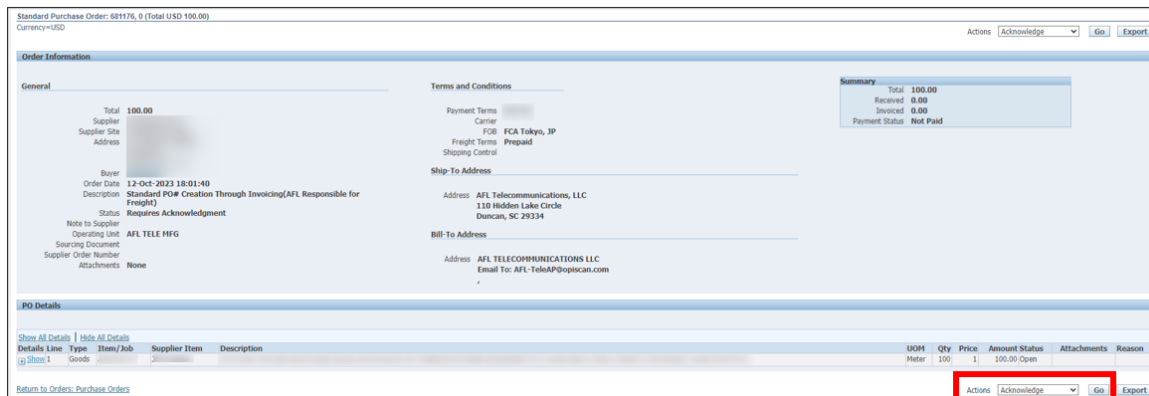 Standard Purchase Order: 681176, 0 (Total USD 100.00)
Currency=USD
Actions Acknowledge Go Export
Order Information
General
Total 100.00
Supplier
Supplier Site
Address
Buyer
Order Date 12-Oct-2023 18:01:40
Description Standard PO# Creation Through Invoicing(AFL Responsible for
Freight)
Status Requires Acknowledgment
Note to Supplier
Operating Unit AFL TELE MFG
Sourcing Document
Supplier Order Number
Attachments None
Terms and Conditions
Payment Terms
Carrier
FOB FCA Tokyo, JP
Freight Terms Prepaid
Shipping Control
Ship-To Address
Address AFL Telecommunications, LLC
110 Hidden Lake Circle
Duncan, SC 29334
Bill-To Address
Address AFL TELECOMMUNICATIONS LLC
Email To: AFL-TeleAP@opiscan.com
,
Summary
Total 100.00
Received 0.00
Invoiced 0.00
Payment Status Not Paid
PO Details
Show All Details | Hide All Details
Details Line Type Item/Job Supplier Item Description UOM Qty Price Amount Status Attachments Reason
Show 1 Goods Meter 100 1 100.00 Open
Return to Orders: Purchase Orders
Actions Acknowledge Go Export